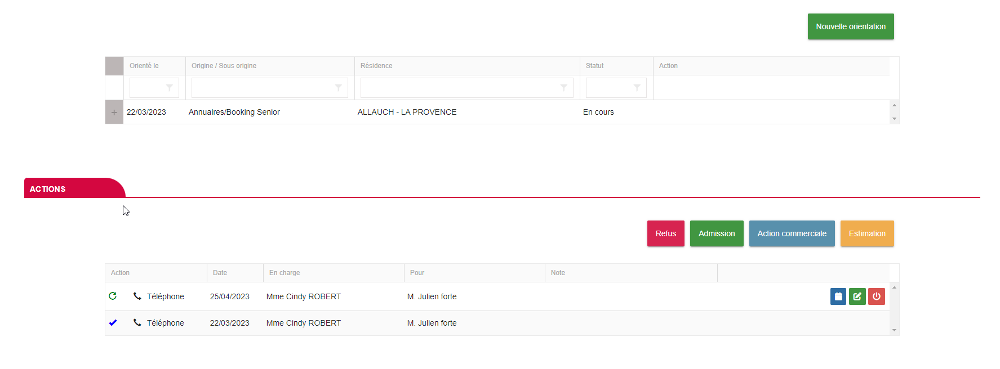 Nouvelle orientation
Orienté le Origine / Sous origine Résidence Statut Action
22/03/2023 Annuaires/Booking Senior ALLAUCH - LA PROVENCE En cours
ACTIONS
Refus Admission Action commerciale Estimation
Action Date En charge Pour Note
Téléphone 25/04/2023 Mme Cindy ROBERT M. Julien forte
Téléphone 22/03/2023 Mme Cindy ROBERT M. Julien forte